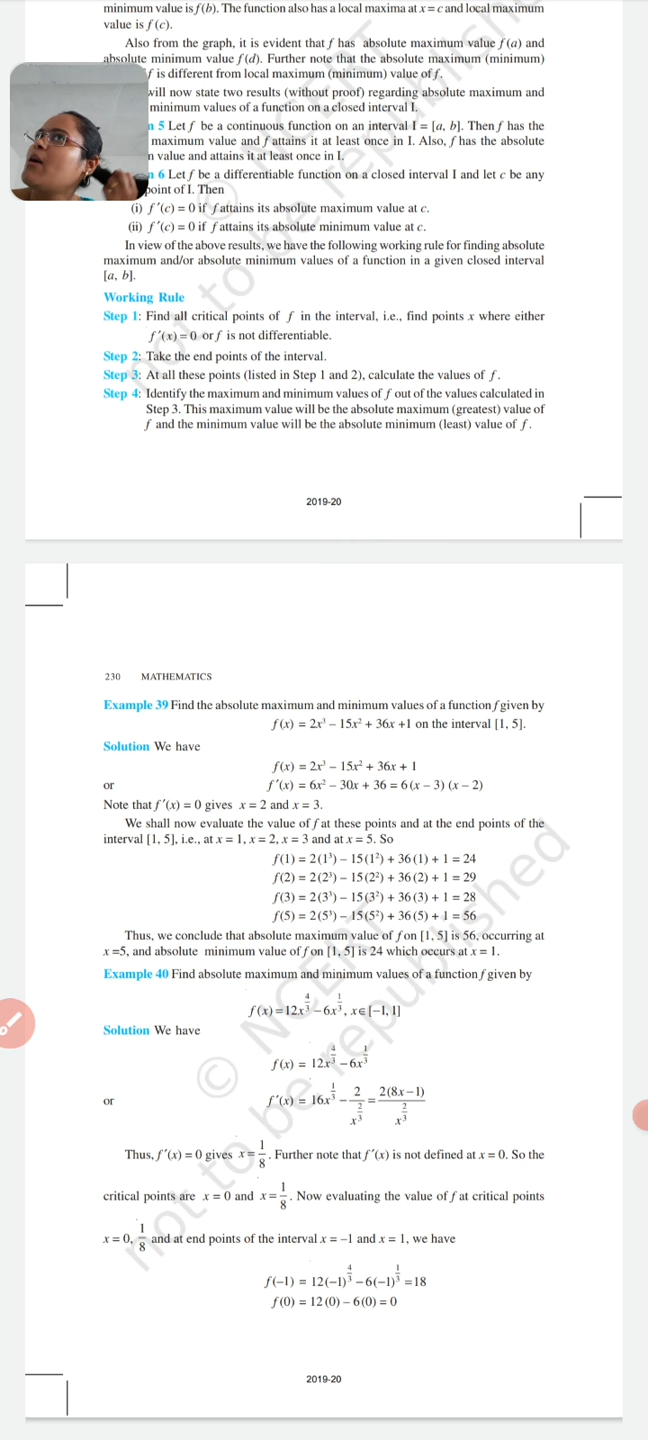 minimum value is f (b). The function also has a local maxima at x = c and local maximum
value is f (c).
Also from the graph, it is evident that f has absolute maximum value f (a) and
absolute minimum value f (d). Further note that the absolute maximum (minimum)
f is different from local maximum (minimum) value of f.
will now state two results (without proof) regarding absolute maximum and
minimum values of a function on a closed interval I.
5 Let f be a continuous function on an interval I = [a, b]. Then f has the
maximum value and f attains it at least once in I. Also, f has the absolute
value and attains it at least once in I.
6 Let f be a differentiable function on a closed interval I and let c be any
point of I. Then
(i) f ′(c) = 0 if f attains its absolute maximum value at c.
(ii) f ′(c) = 0 if f attains its absolute minimum value at c.
In view of the above results, we have the following working rule for finding absolute
maximum and/or absolute minimum values of a function in a given closed interval
[a, b].
Working Rule
Step 1: Find all critical points of f in the interval, i.e., find points x where either
f ′(x) = 0 or f is not differentiable.
Step 2: Take the end points of the interval.
Step 3: At all these points (listed in Step 1 and 2), calculate the values of f .
Step 4: Identify the maximum and minimum values of f out of the values calculated in
Step 3. This maximum value will be the absolute maximum (greatest) value of
f and the minimum value will be the absolute minimum (least) value of f .
2019-20
230 MATHEMATICS
Example 39 Find the absolute maximum and minimum values of a function f given by
f (x) = 2x³ – 15x² + 36x +1 on the interval [1, 5].
Solution We have
f (x) = 2x³ – 15x² + 36x + 1
or f ′(x) = 6x² – 30x + 36 = 6 (x – 3) (x – 2)
Note that f ′(x) = 0 gives x = 2 and x = 3.
We shall now evaluate the value of f at these points and at the end points of the
interval [1, 5], i.e., at x = 1, x = 2, x = 3 and at x = 5. So
f (1) = 2 (1³) – 15 (1²) + 36 (1) + 1 = 24
f (2) = 2 (2³) – 15 (2²) + 36 (2) + 1 = 29
f (3) = 2 (3³) – 15 (3²) + 36 (3) + 1 = 28
f (5) = 2 (5³) – 15 (5²) + 36 (5) + 1 = 56
Thus, we conclude that absolute maximum value of f on [1, 5] is 56, occurring at
x =5, and absolute minimum value of f on [1, 5] is 24 which occurs at x = 1.
Example 40 Find absolute maximum and minimum values of a function f given by
f (x) = 12x^(4/3) – 6x^(1/3), x ∈ [–1, 1]
Solution We have
f (x) = 12x^(4/3) – 6x^(1/3)
or f ′(x) = 16x^(1/3) – 2/x^(2/3) = 2(8x – 1)/x^(2/3)
Thus, f ′(x) = 0 gives x = 1/8 . Further note that f ′(x) is not defined at x = 0. So the
critical points are x = 0 and x = 1/8 . Now evaluating the value of f at critical points
x = 0, 1/8 and at end points of the interval x = –1 and x = 1, we have
f (–1) = 12(–1)^(4/3) – 6(–1)^(1/3) = 18
f (0) = 12 (0) – 6 (0) = 0
2019-20
© NCERT
not to be republished
© NCERT
not to be republished